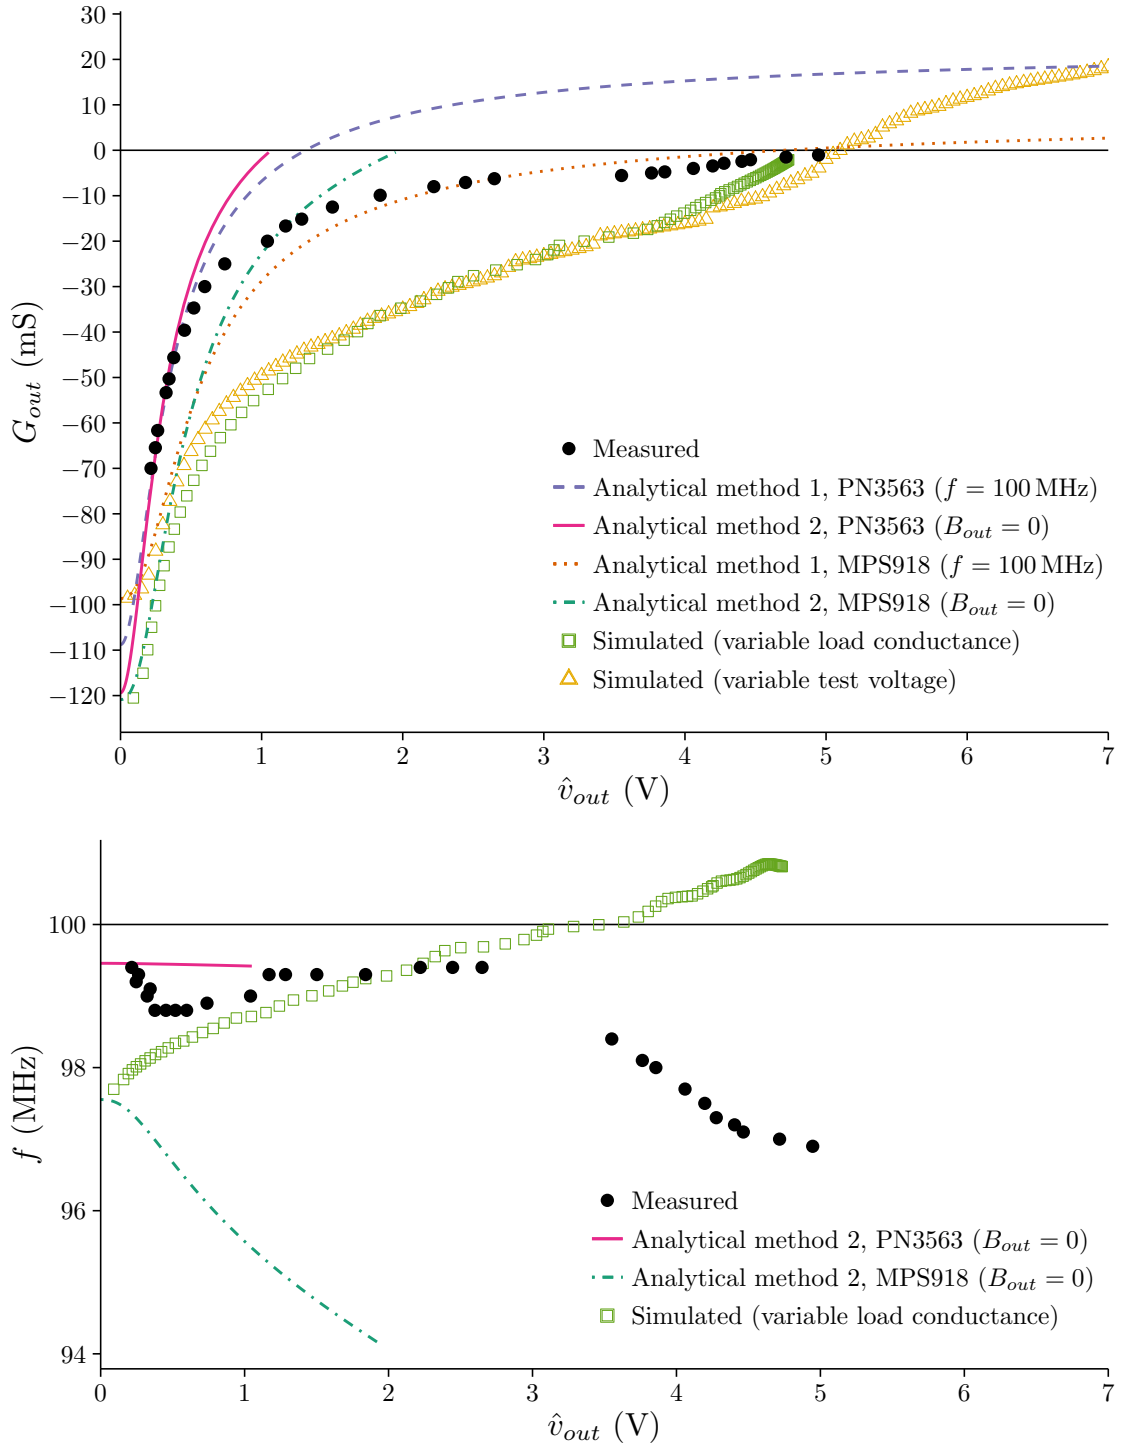 30
20
10
0
−10
−20
−30
−40
−50
−60
−70
−80
−90
−100
−110
−120
G_out (mS)
Measured
Analytical method 1, PN3563 (f = 100 MHz)
Analytical method 2, PN3563 (B_out = 0)
Analytical method 1, MPS918 (f = 100 MHz)
Analytical method 2, MPS918 (B_out = 0)
Simulated (variable load conductance)
Simulated (variable test voltage)
0 1 2 3 4 5 6 7
v̂_out (V)
100
98
96
94
f (MHz)
Measured
Analytical method 2, PN3563 (B_out = 0)
Analytical method 2, MPS918 (B_out = 0)
Simulated (variable load conductance)
0 1 2 3 4 5 6 7
v̂_out (V)